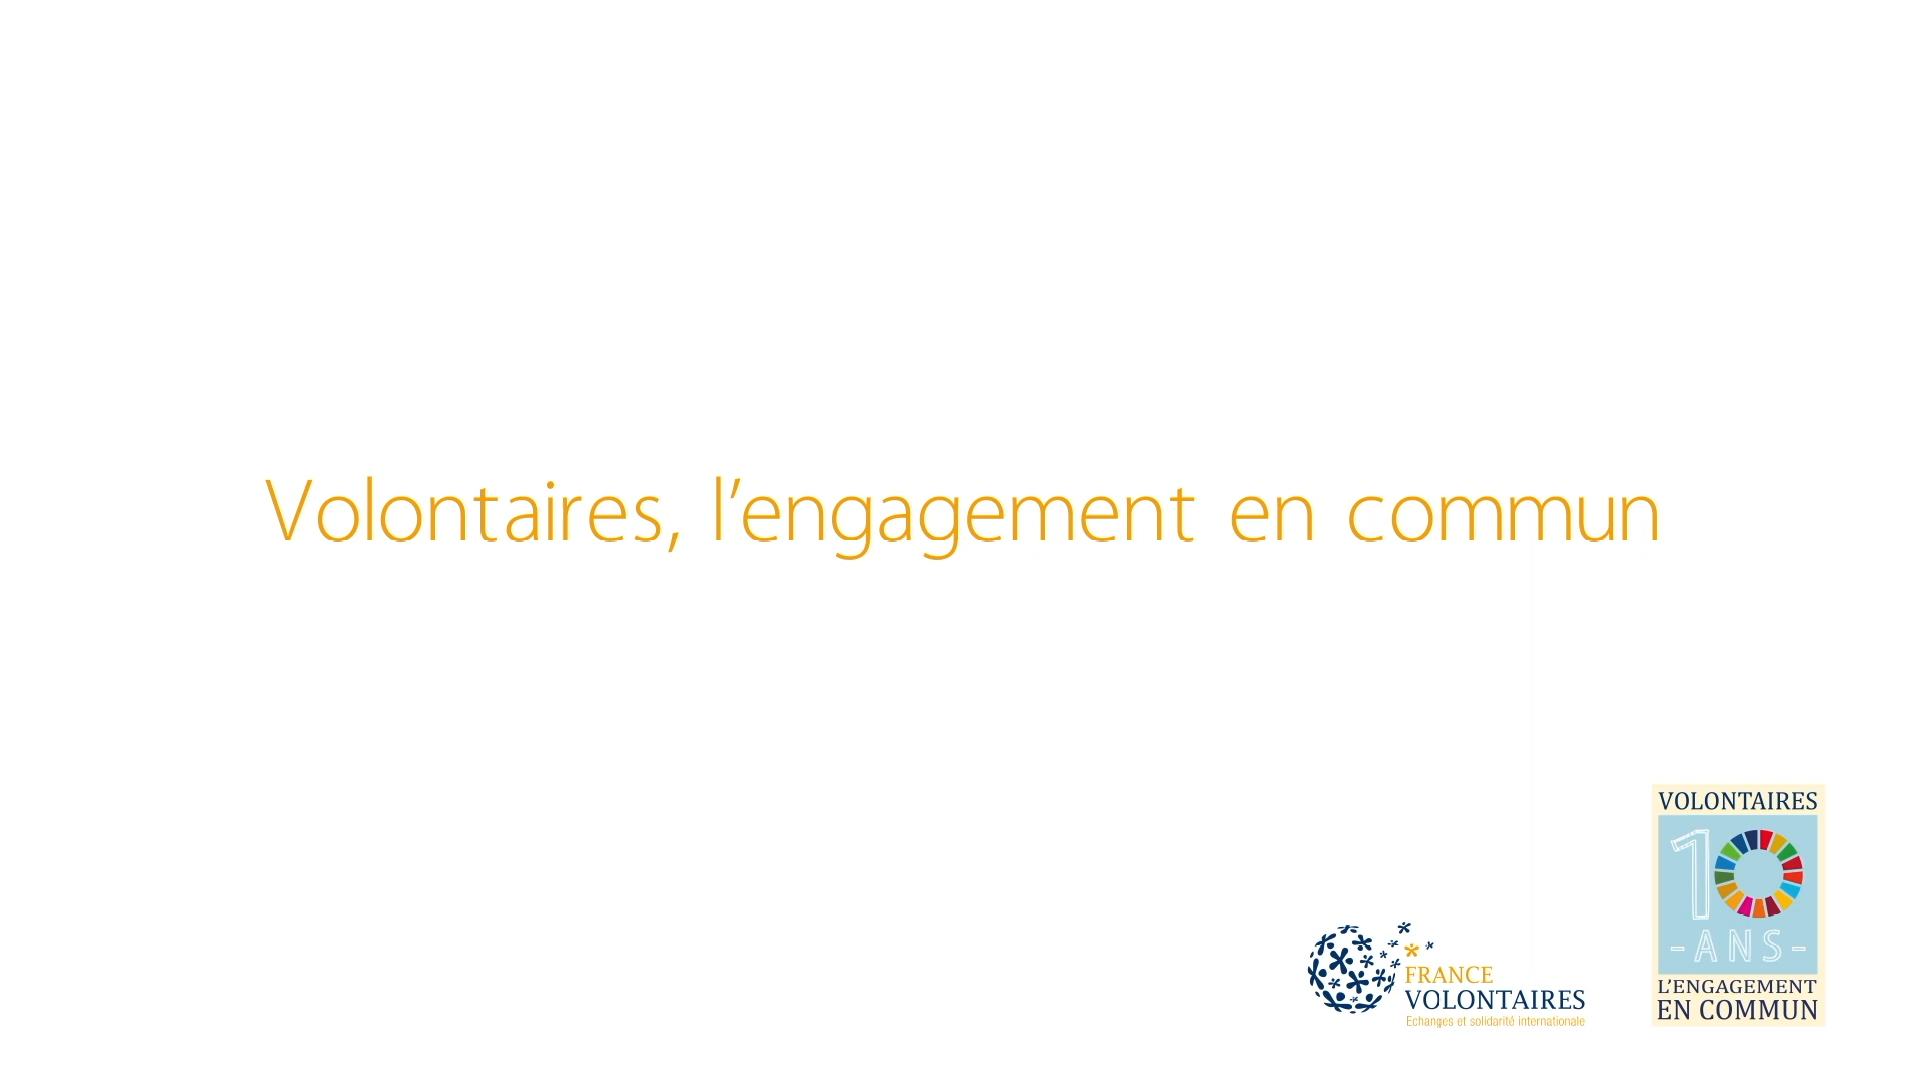 Volontaires, l’engagement en commun
VOLONTAIRES
10
- ANS -
L’ENGAGEMENT
EN COMMUN
FRANCE
VOLONTAIRES
Echanges et solidarité internationale